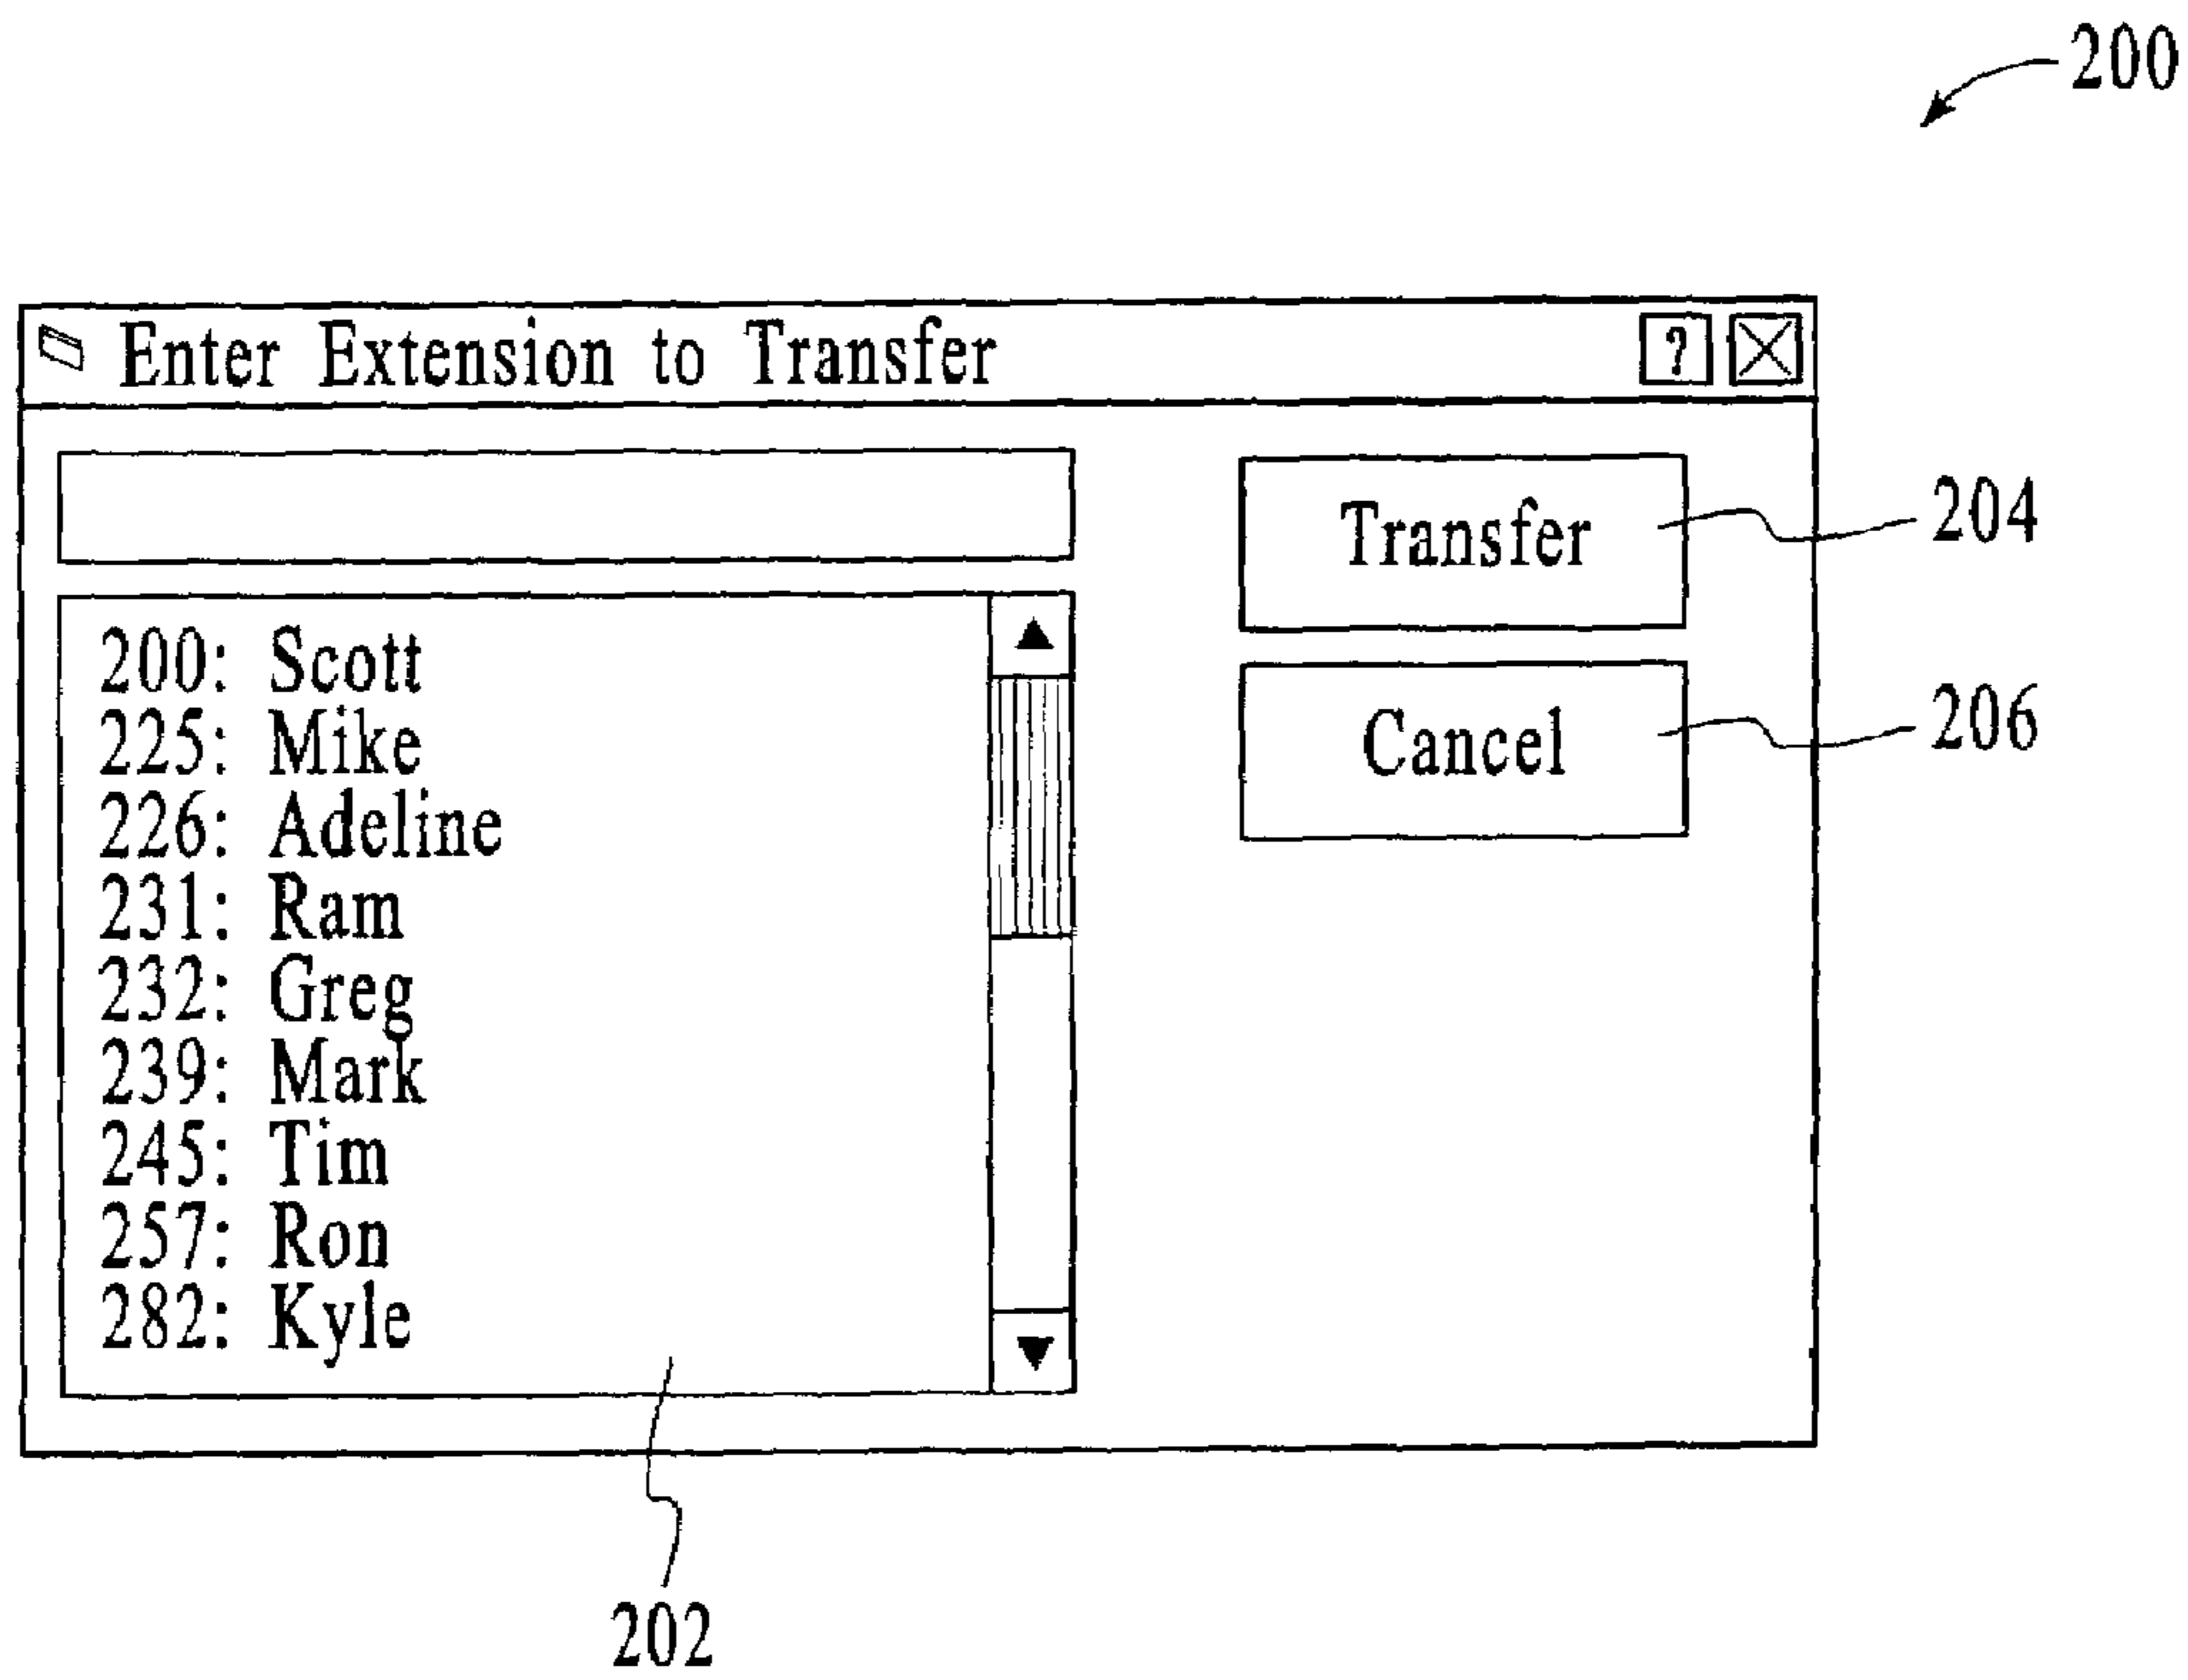 200
Enter Extension to Transfer
?
Transfer
204
Cancel
206
200: Scott
225: Mike
226: Adeline
231: Ram
232: Greg
239: Mark
245: Tim
257: Ron
282: Kyle
202